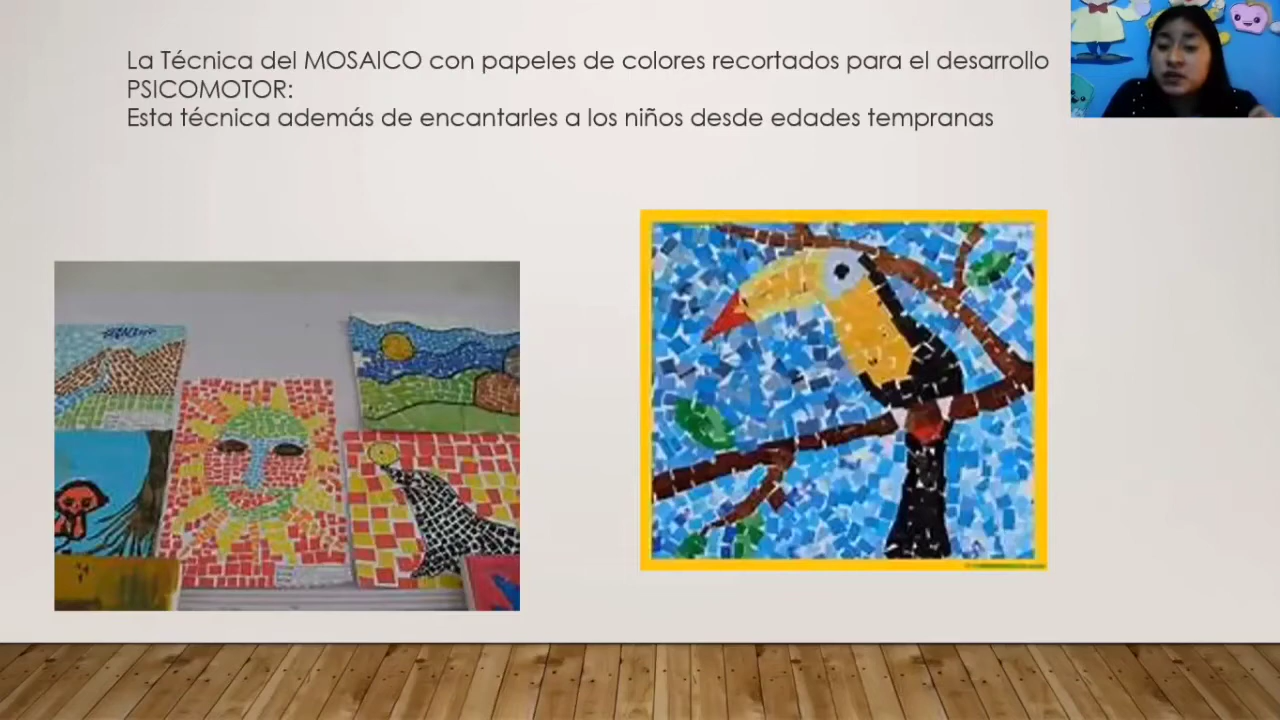 La Técnica del MOSAICO con papeles de colores recortados para el desarrollo
PSICOMOTOR:
Esta técnica además de encantarles a los niños desde edades tempranas